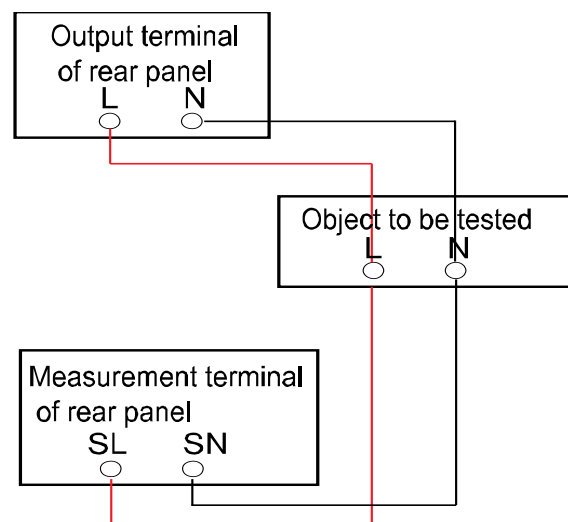 Output terminal
of rear panel
L N
Object to be tested
L N
Measurement terminal
of rear panel
SL SN